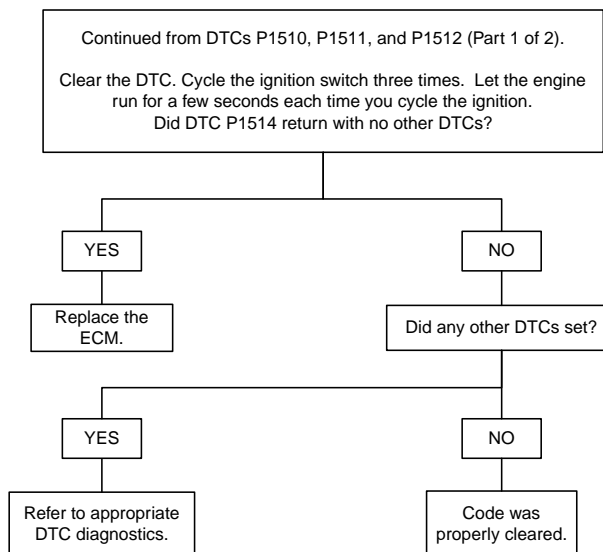 Continued from DTCs P1510, P1511, and P1512 (Part 1 of 2).
Clear the DTC. Cycle the ignition switch three times.  Let the engine
run for a few seconds each time you cycle the ignition.
Did DTC P1514 return with no other DTCs?
YES
NO
Replace the
ECM.
Did any other DTCs set?
YES
NO
Refer to appropriate
DTC diagnostics.
Code was
properly cleared.